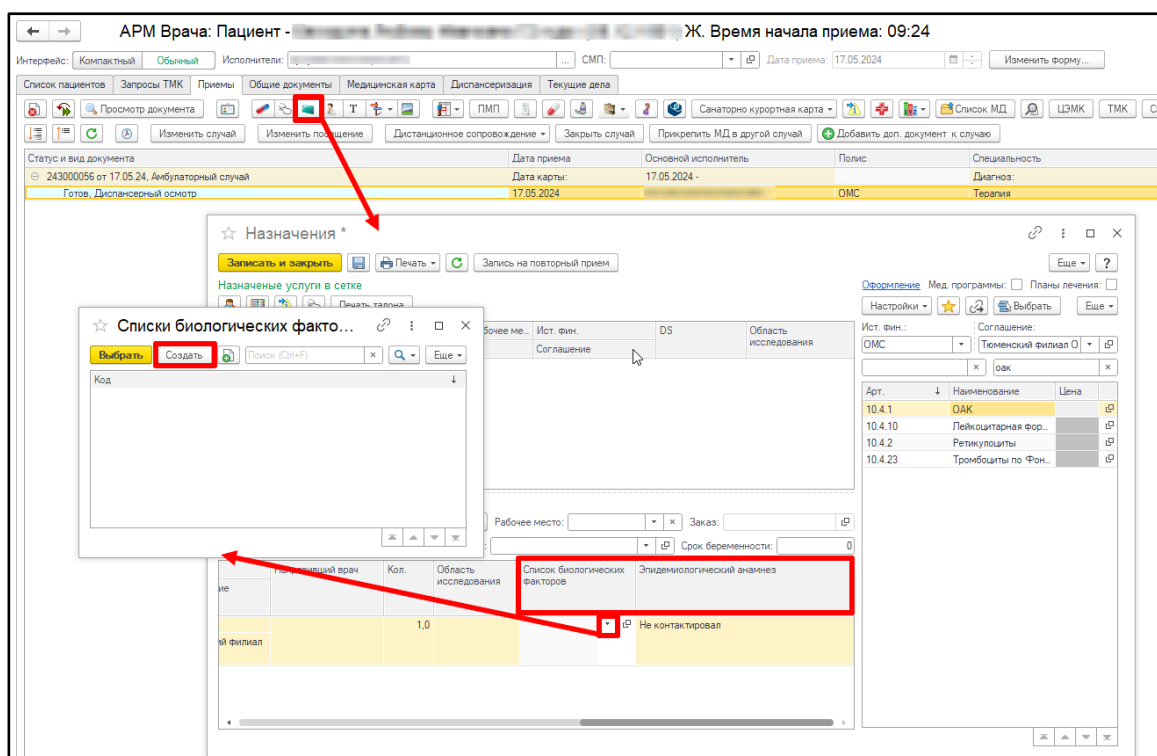 АРМ Врача: Пациент - Ж. Время начала приема: 09:24
Интерфейс: Компактный Обычный Исполнители: ... СМП: Дата приема: 17.05.2024 Изменить форму...
Список пациентов Запросы ТМК Приемы Общие документы Медицинская карта Диспансеризация Текущие дела
Просмотр документа T ПМП Санаторно курортная карта Список МД ЦЭМК ТМК
Изменить случай Изменить посещение Дистанционное сопровождение Закрыть случай Прикрепить МД в другой случай Добавить доп. документ к случаю
Статус и вид документа Дата приема Основной исполнитель Полис Специальность
243000056 от 17.05.24, Амбулаторный случай Дата карты: 17.05.2024 - Диагноз:
Готов, Диспансерный осмотр 17.05.2024 ОМС Терапия
Назначения *
Записать и закрыть Печать Запись на повторный прием Еще ?
Назначеные услуги в сетке Оформление Мед. программы: Планы лечения:
Печать талона Настройки Выбрать Еще
Списки биологических факто...
Выбрать Создать Поиск (Ctrl+F) × Еще
Код
бочее ме... Ист. фин. DS Область исследования
Соглашение
Ист. фин.: Соглашение:
ОМС Тюменский филиал О
× оак ×
Арт. Наименование Цена
10.4.1 ОАК
10.4.10 Лейкоцитарная фор...
10.4.2 Ретикулоциты
10.4.23 Тромбоциты по Фон...
Рабочее место: × Заказ:
Срок беременности: 0
Направивший врач Кол. Область исследования Список биологических факторов Эпидемиологический анамнез
ие
1,0 Не контактировал
ий филиал